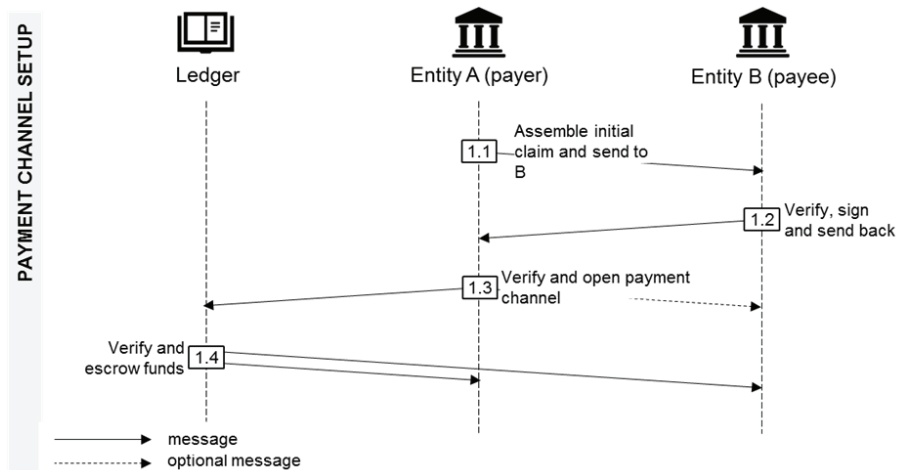 PAYMENT CHANNEL SETUP
Ledger
Entity A (payer)
Entity B (payee)
1.1
Assemble initial
claim and send to
B
1.2
Verify, sign
and send back
1.3
Verify and open payment
channel
Verify and
escrow funds
1.4
message
optional message